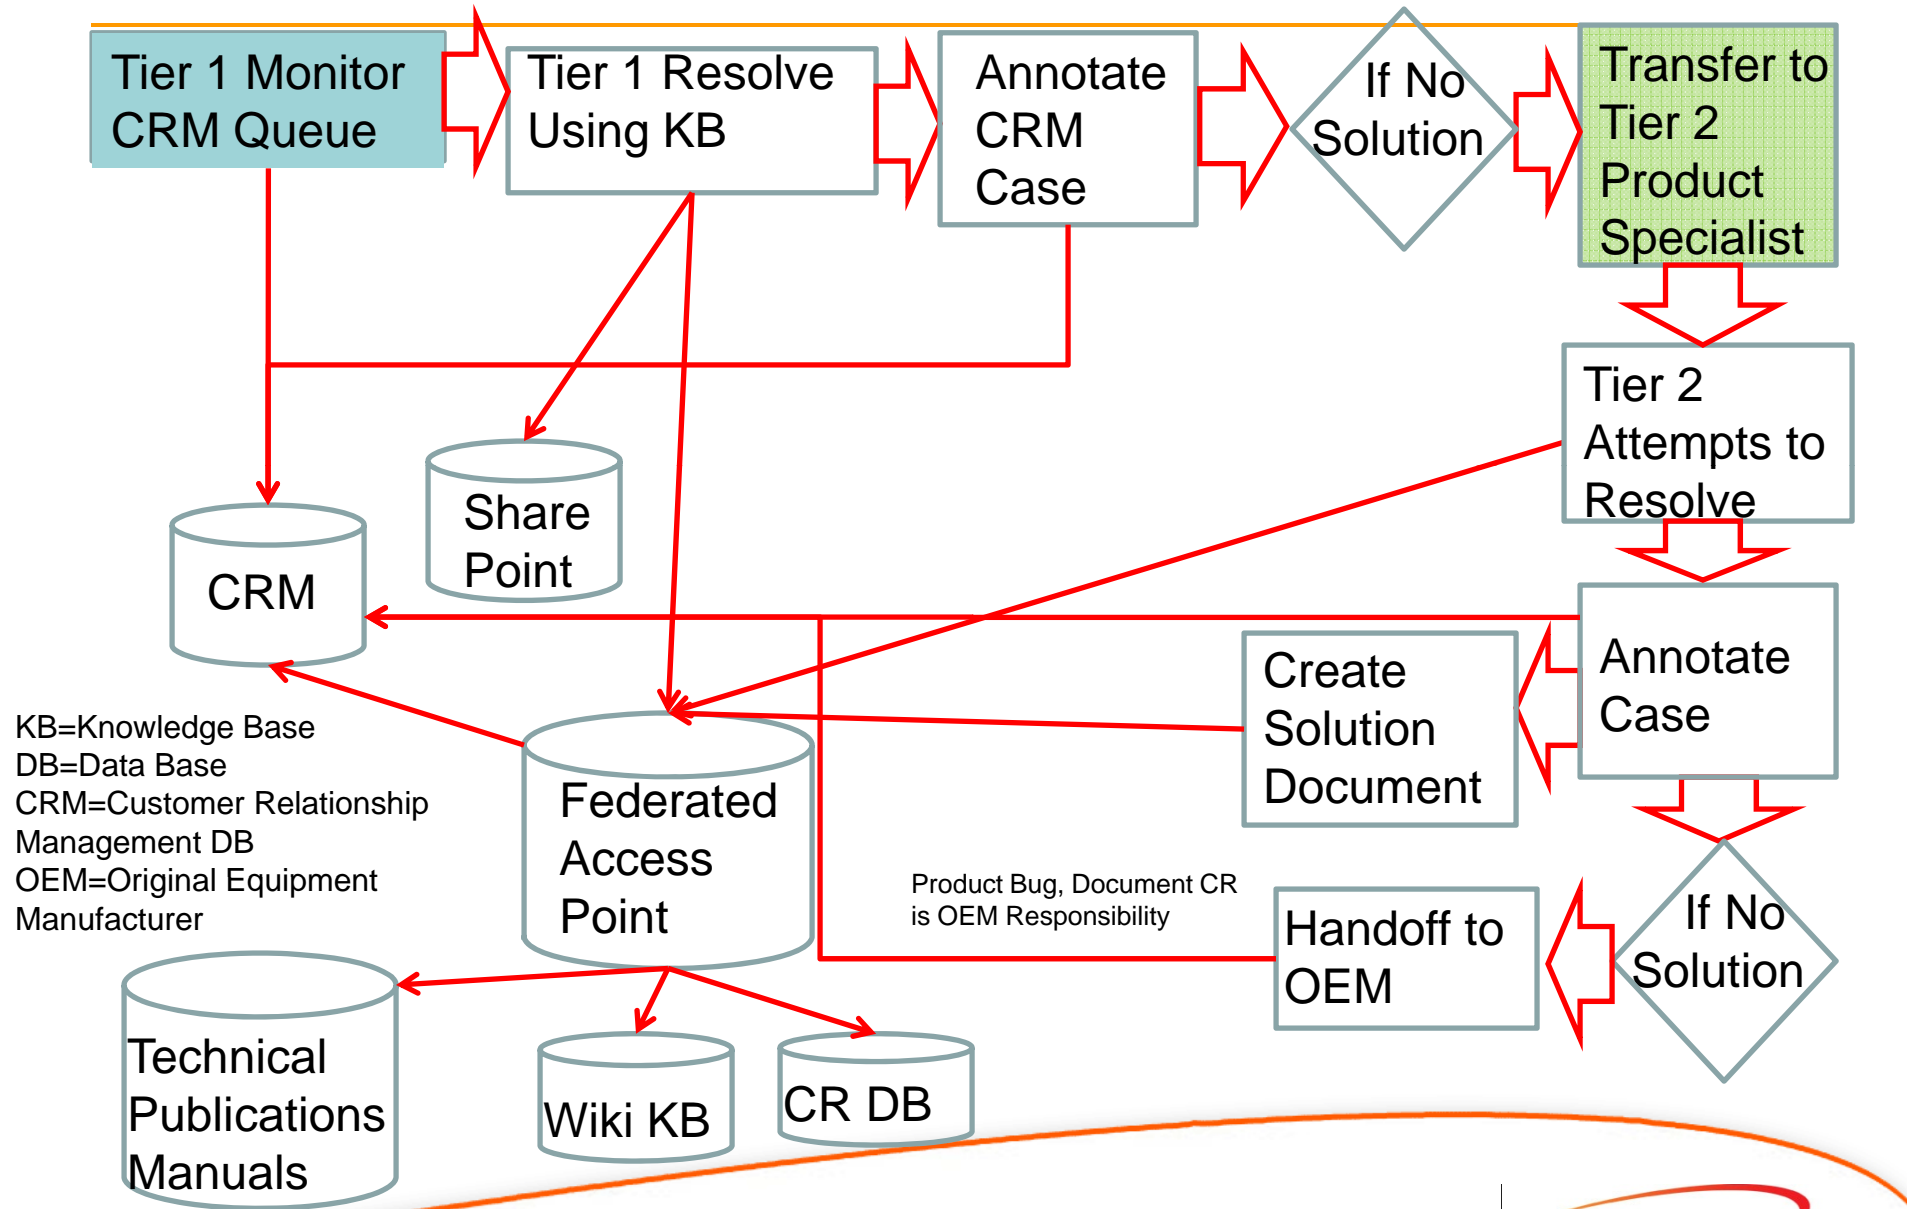 Tier 1 Monitor
CRM Queue
Tier 1 Resolve
Using KB
Annotate
CRM
Case
If No
Solution
Transfer to
Tier 2
Product
Specialist
Tier 2
Attempts to
Resolve
Share
Point
CRM
Annotate
Case
Create
Solution
Document
KB=Knowledge Base
DB=Data Base
CRM=Customer Relationship
Management DB
OEM=Original Equipment
Manufacturer
Federated
Access
Point
Product Bug, Document CR
is OEM Responsibility
Handoff to
OEM
If No
Solution
Technical
Publications
Manuals
Wiki KB
CR DB